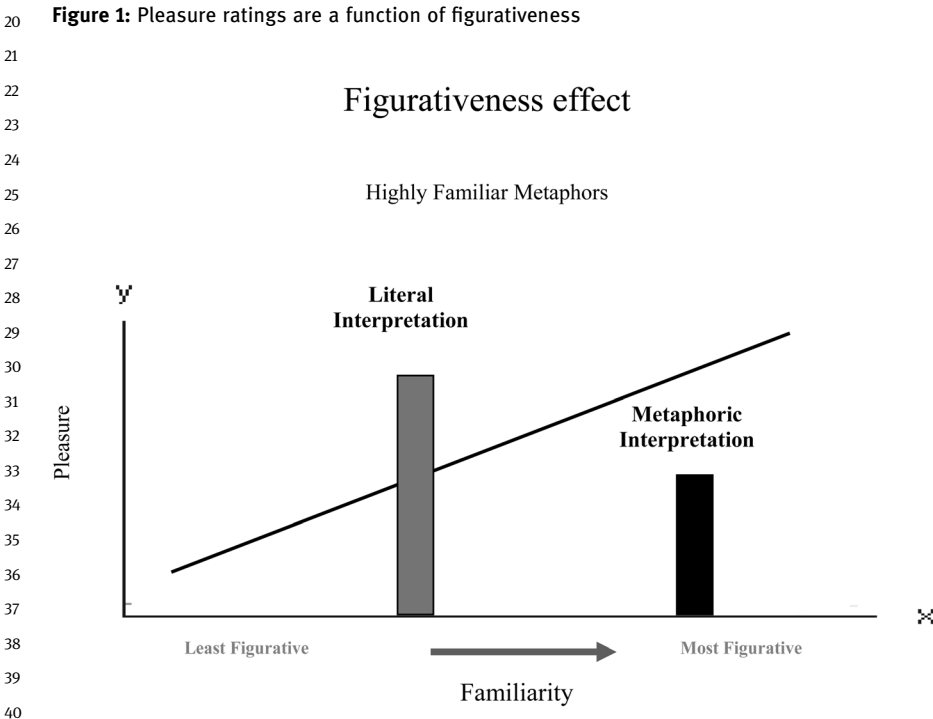 20 Figure 1: Pleasure ratings are a function of figurativeness
21
22 Figurativeness effect
23
24
25 Highly Familiar Metaphors
26
27
28
Y
Literal
Interpretation
29
30
31
32
Pleasure
Metaphoric
Interpretation
33
34
35
36
37
X
38 Least Figurative Most Figurative
39
Familiarity
40